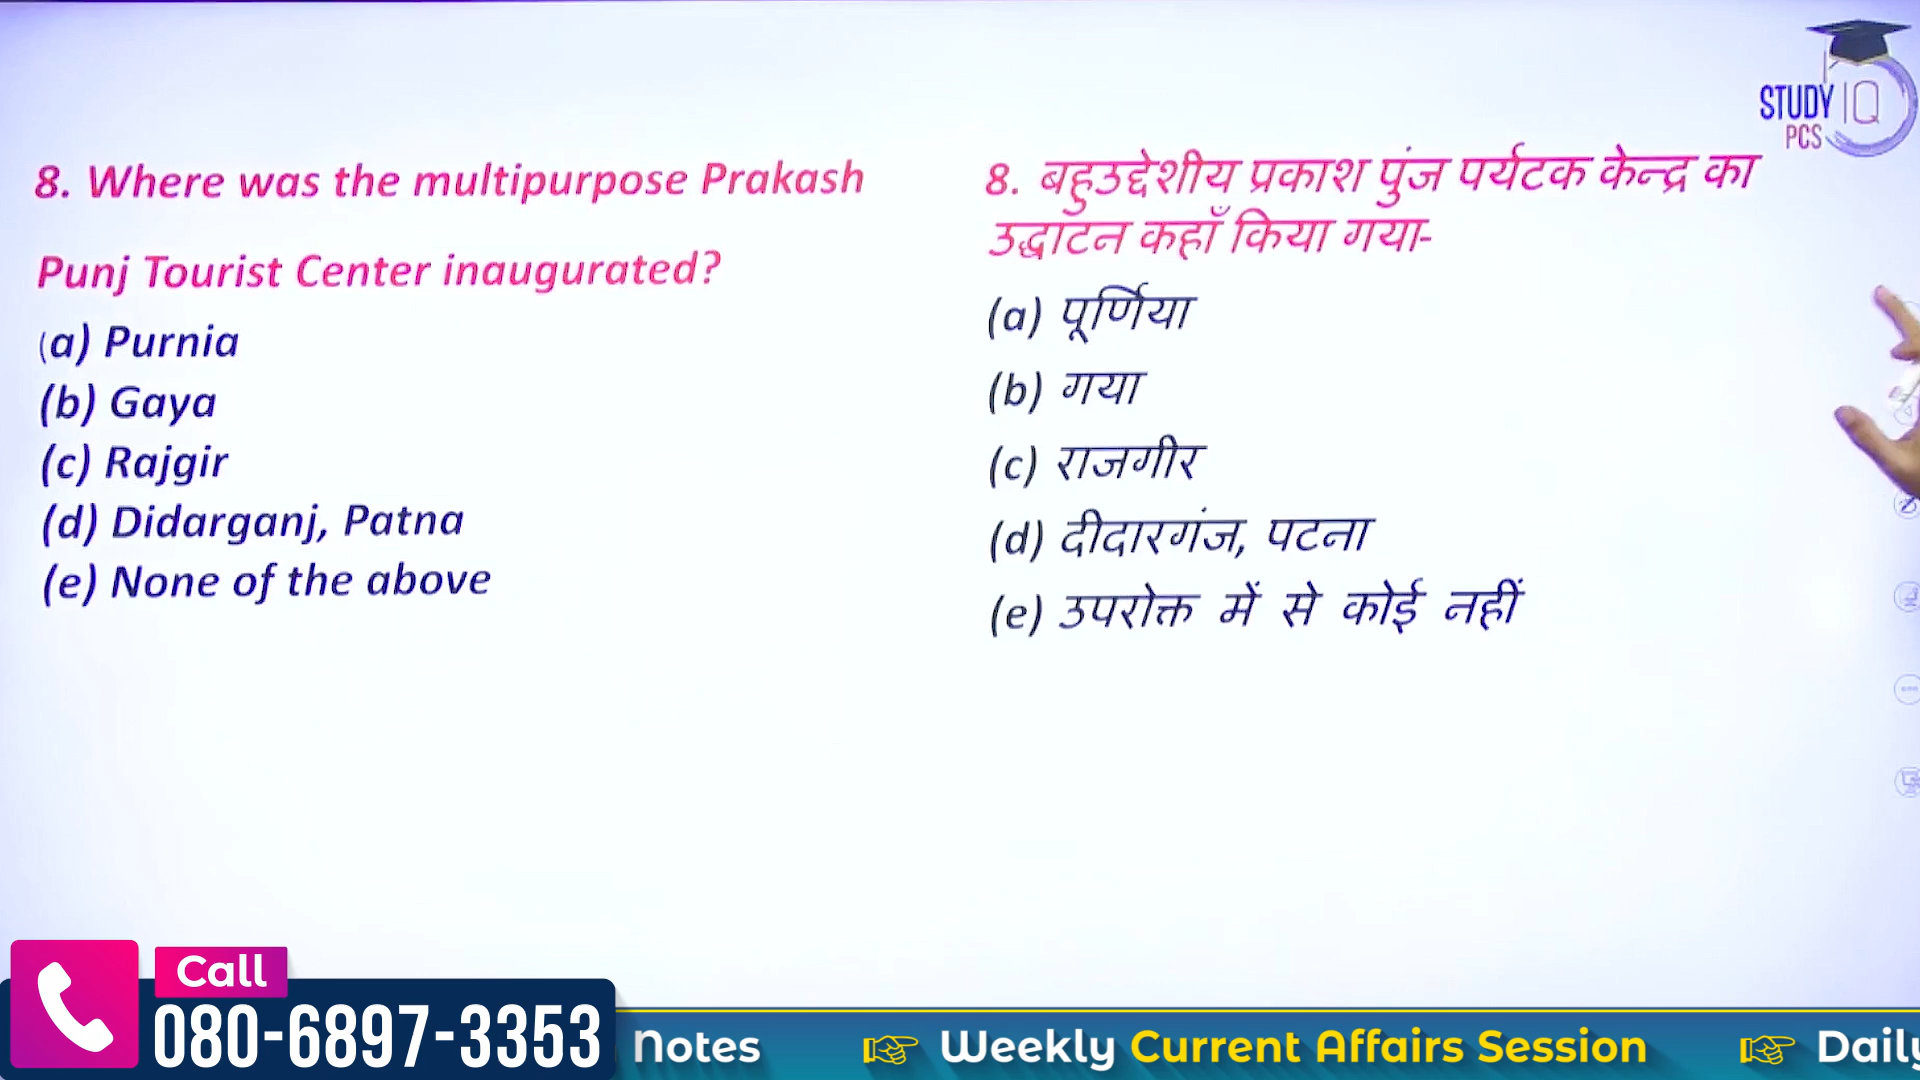 STUDY IQ
PCS
8. Where was the multipurpose Prakash
Punj Tourist Center inaugurated?
(a) Purnia
(b) Gaya
(c) Rajgir
(d) Didarganj, Patna
(e) None of the above
8. बहुउद्देशीय प्रकाश पुंज पर्यटक केन्द्र का
उद्घाटन कहाँ किया गया-
(a) पूर्णिया
(b) गया
(c) राजगीर
(d) दीदारगंज, पटना
(e) उपरोक्त में से कोई नहीं
Call
080-6897-3353
Notes ☞ Weekly Current Affairs Session ☞ Daily